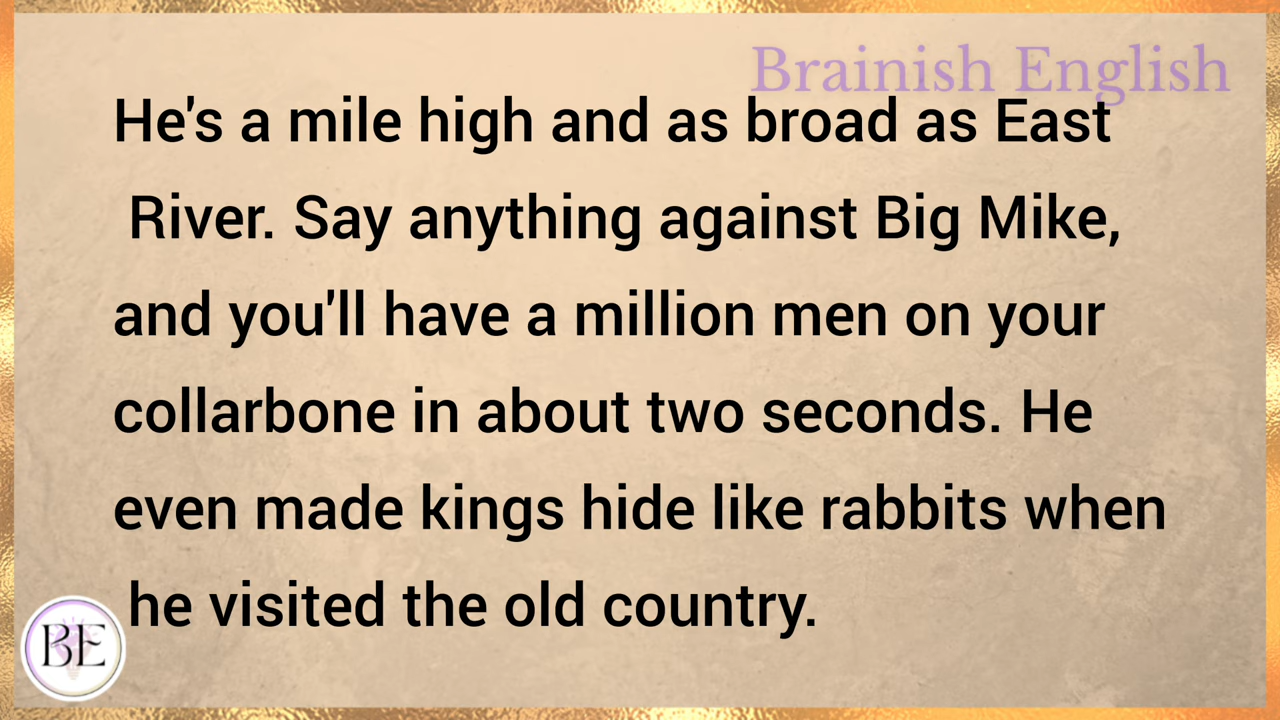 Brainish English
He's a mile high and as broad as East
River. Say anything against Big Mike,
and you'll have a million men on your
collarbone in about two seconds. He
even made kings hide like rabbits when
he visited the old country.
BE